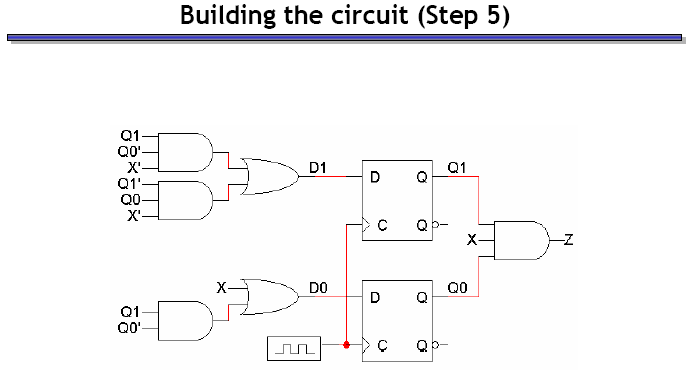 Building the circuit (Step 5)
Q1
Q0'
X'
Q1'
Q0
X'
D1
D Q
C Q
Q1
X
Z
X
D0
Q1
Q0'
D Q
C Q
Q0